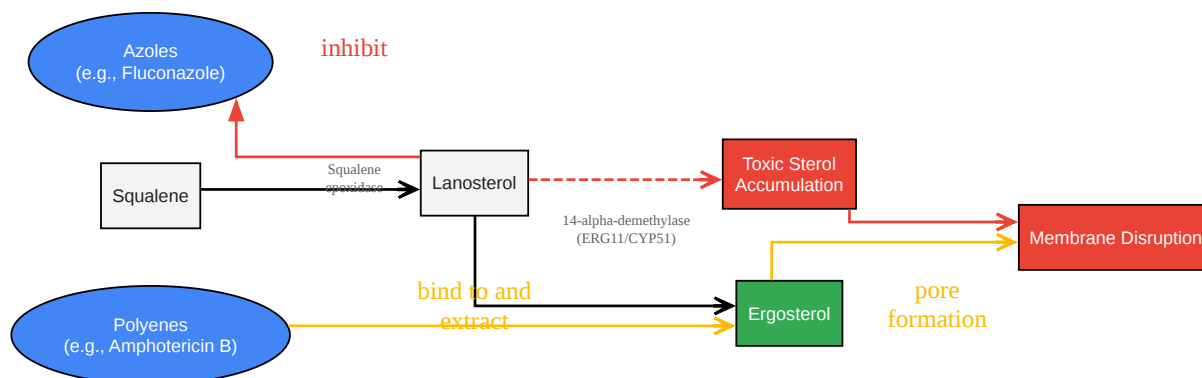 Azoles
(e.g., Fluconazole)
inhibit
Squalene
Squalene
epoxidase
Lanosterol
Toxic Sterol
Accumulation
14-alpha-demethylase
(ERG11/CYP51)
Membrane Disruption
Polyenes
(e.g., Amphotericin B)
bind to and
extract
Ergosterol
pore
formation